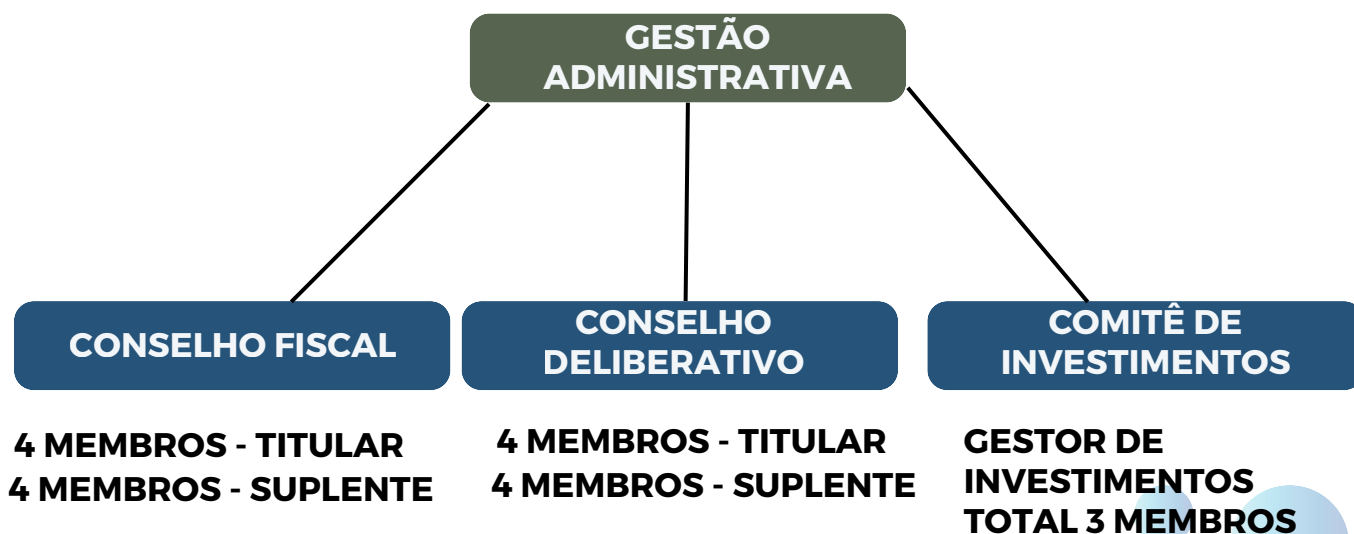 GESTÃO
ADMINISTRATIVA
CONSELHO FISCAL
4 MEMBROS - TITULAR
4 MEMBROS - SUPLENTE
CONSELHO
DELIBERATIVO
4 MEMBROS - TITULAR
4 MEMBROS - SUPLENTE
COMITÊ DE
INVESTIMENTOS
GESTOR DE
INVESTIMENTOS
TOTAL 3 MEMBROS